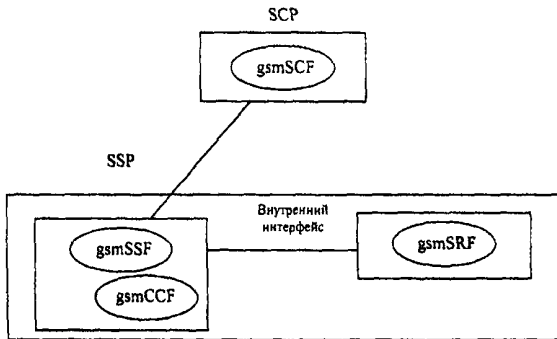 SCP
gsmSCF
SSP
Внутренний
интерфейс
gsmSSF
gsmSRF
gsmCCF